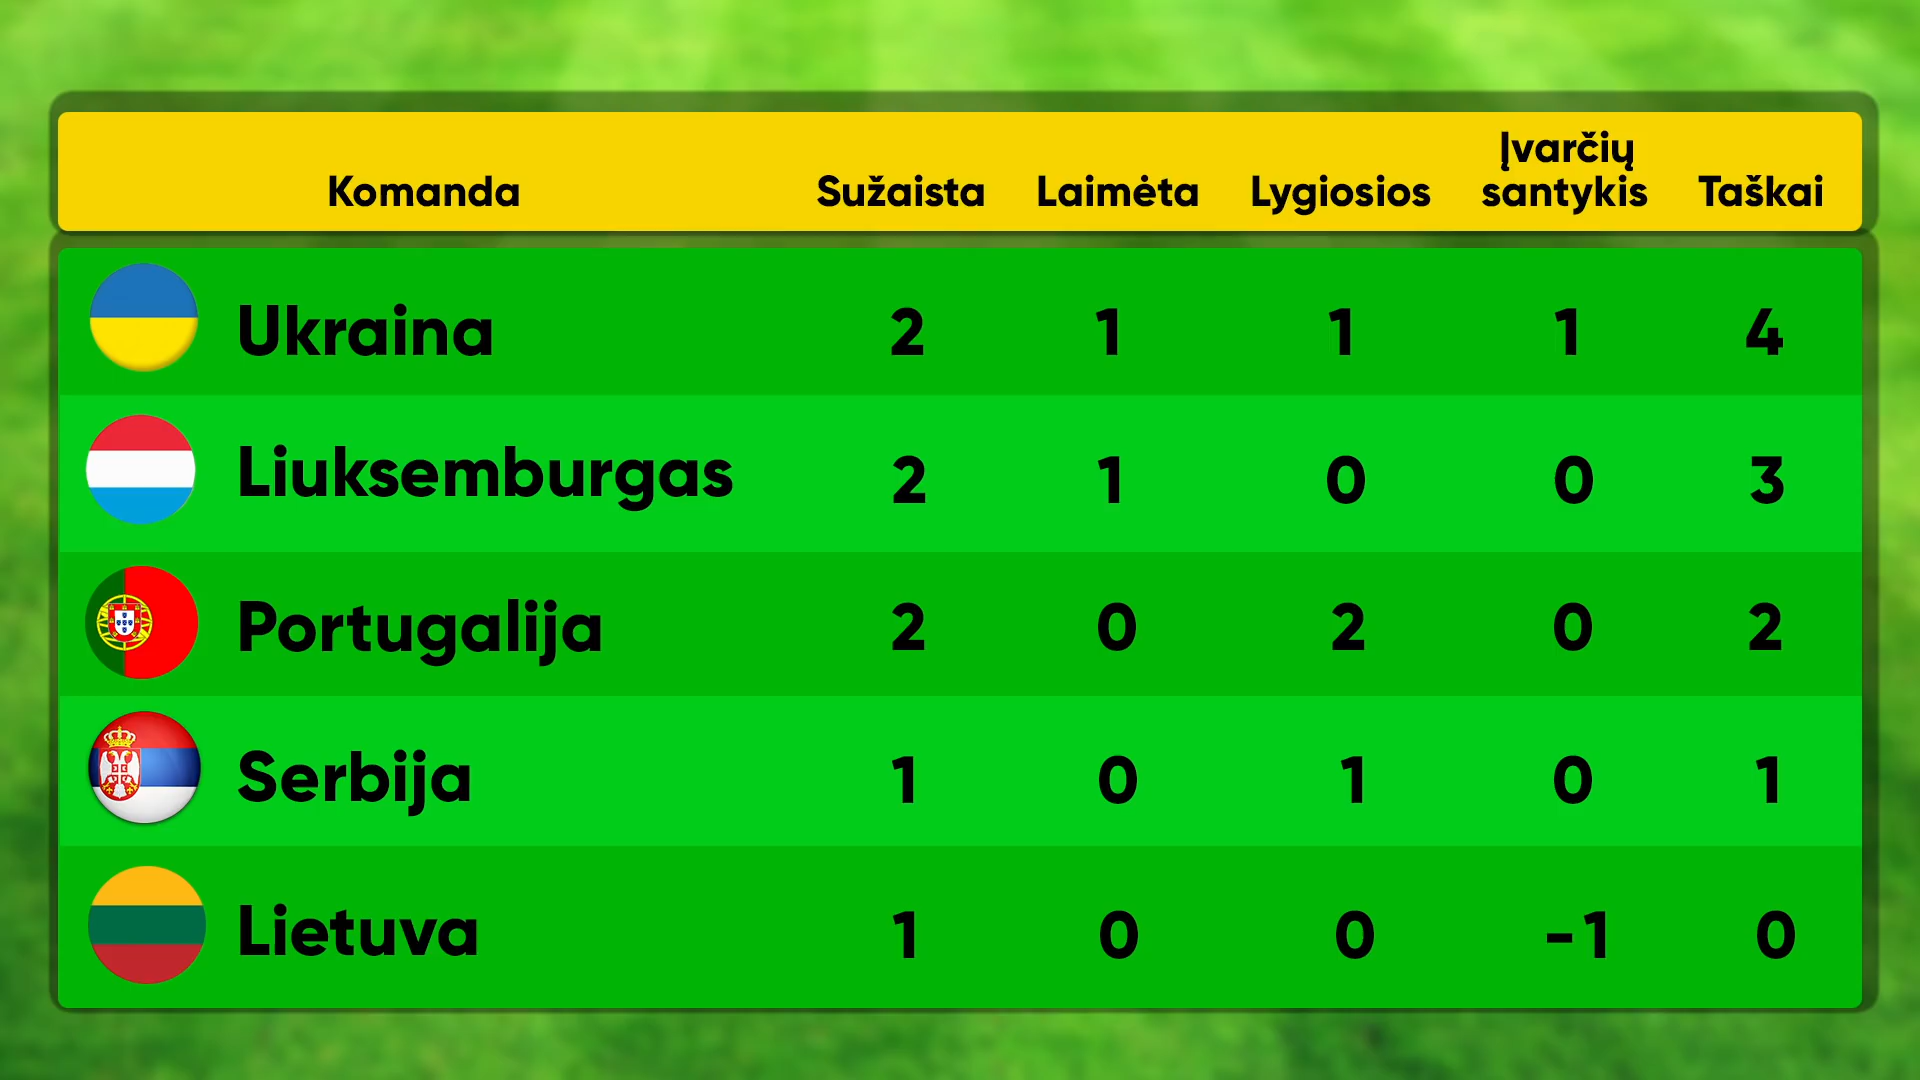 Komanda Sužaista Laimėta Lygiosios Įvarčių santykis Taškai
Ukraina 2 1 1 1 4
Liuksemburgas 2 1 0 0 3
Portugalija 2 0 2 0 2
Serbija 1 0 1 0 1
Lietuva 1 0 0 -1 0